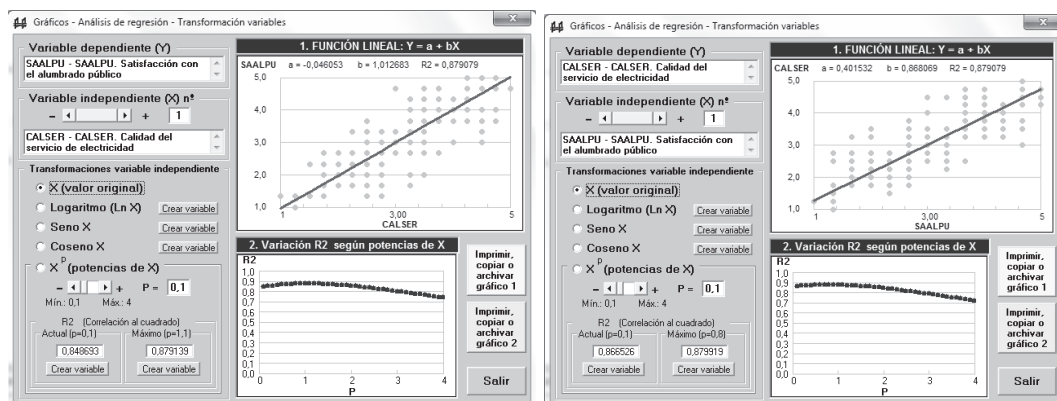 Gráficos - Análisis de regresión - Transformación variables
X
Variable dependiente (Y)
SAALPU - SAALPU. Satisfacción con
el alumbrado público
Variable independiente (X) nº
- + 1
CALSER - CALSER. Calidad del
servicio de electricidad
Transformaciones variable independiente
X (valor original)
Logaritmo (Ln X) Crear variable
Seno X Crear variable
Coseno X Crear variable
X p (potencias de X)
- + P = 0,1
Mín.: 0,1 Máx.: 4
R2 (Correlación al cuadrado)
Actual (p=0,1) Máximo (p=1,1)
0,848693 0,879139
Crear variable Crear variable
1. FUNCIÓN LINEAL: Y = a + bX
SAALPU a = -0,046053 b = 1,012683 R2 = 0,879079
5,0
4,0
3,0
2,0
1,0
1 3,00 5
CALSER
2. Variación R2 según potencias de X
R2
1,0
0,9
0,8
0,7
0,6
0,5
0,4
0,3
0,2
0,1
0,0
0 1 2 3 4
P
Imprimir,
copiar o
archivar
gráfico 1
Imprimir,
copiar o
archivar
gráfico 2
Salir
Gráficos - Análisis de regresión - Transformación variables
X
Variable dependiente (Y)
CALSER - CALSER. Calidad del
servicio de electricidad
Variable independiente (X) nº
- + 1
SAALPU - SAALPU. Satisfacción con
el alumbrado público
Transformaciones variable independiente
X (valor original)
Logaritmo (Ln X) Crear variable
Seno X Crear variable
Coseno X Crear variable
X p (potencias de X)
- + P = 0,1
Mín.: 0,1 Máx.: 4
R2 (Correlación al cuadrado)
Actual (p=0,1) Máximo (p=0,8)
0,866526 0,879919
Crear variable Crear variable
1. FUNCIÓN LINEAL: Y = a + bX
CALSER a = 0,401532 b = 0,868069 R2 = 0,879079
5,0
4,0
3,0
2,0
1,0
1 3,00 5
SAALPU
2. Variación R2 según potencias de X
R2
1,0
0,9
0,8
0,7
0,6
0,5
0,4
0,3
0,2
0,1
0,0
0 1 2 3 4
P
Imprimir,
copiar o
archivar
gráfico 1
Imprimir,
copiar o
archivar
gráfico 2
Salir